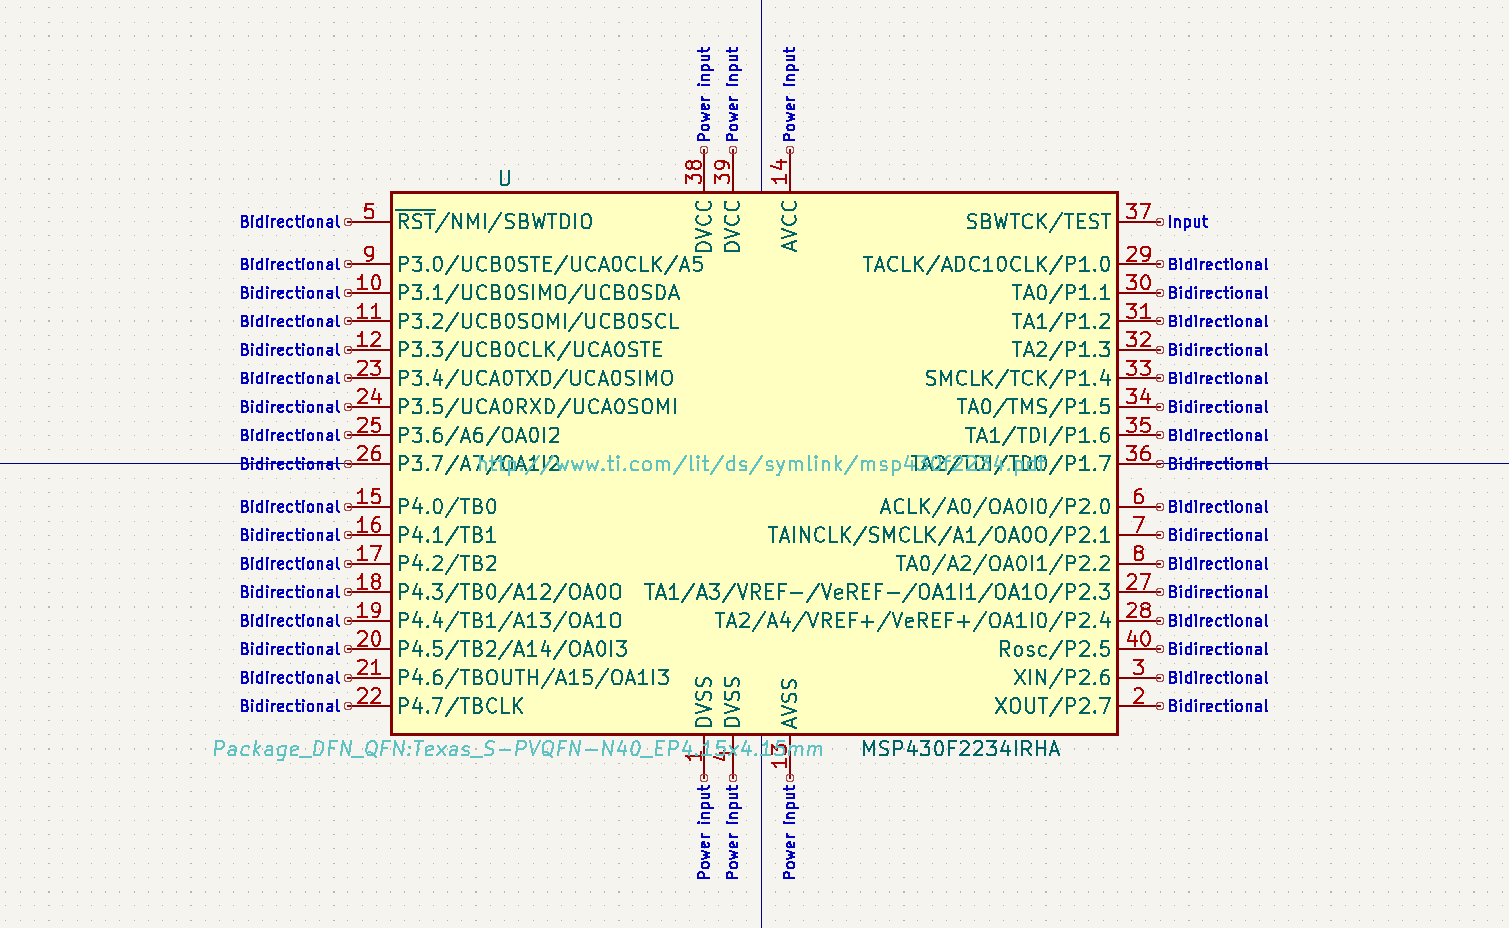 Power input
Power input
Power input
38
39
14
U
DVCC
DVCC
AVCC
Bidirectional 5 RST/NMI/SBWTDIO
SBWTCK/TEST 37 Input
Bidirectional 9 P3.0/UCB0STE/UCA0CLK/A5
TACLK/ADC10CLK/P1.0 29 Bidirectional
Bidirectional 10 P3.1/UCB0SIMO/UCB0SDA
TA0/P1.1 30 Bidirectional
Bidirectional 11 P3.2/UCB0SOMI/UCB0SCL
TA1/P1.2 31 Bidirectional
Bidirectional 12 P3.3/UCB0CLK/UCA0STE
TA2/P1.3 32 Bidirectional
Bidirectional 23 P3.4/UCA0TXD/UCA0SIMO
SMCLK/TCK/P1.4 33 Bidirectional
Bidirectional 24 P3.5/UCA0RXD/UCA0SOMI
TA0/TMS/P1.5 34 Bidirectional
Bidirectional 25 P3.6/A6/OA0I2
TA1/TDI/P1.6 35 Bidirectional
Bidirectional 26 P3.7/A7/OA1I2
http://www.ti.com/lit/ds/symlink/msp430f2234.pdf
TA2/TDI/TDO/P1.7 36 Bidirectional
Bidirectional 15 P4.0/TB0
ACLK/A0/OA0I0/P2.0 6 Bidirectional
Bidirectional 16 P4.1/TB1
TAINCLK/SMCLK/A1/OA0O/P2.1 7 Bidirectional
Bidirectional 17 P4.2/TB2
TA0/A2/OA0I1/P2.2 8 Bidirectional
Bidirectional 18 P4.3/TB0/A12/OA0O
TA1/A3/VREF-/VeREF-/OA1I1/OA1O/P2.3 27 Bidirectional
Bidirectional 19 P4.4/TB1/A13/OA1O
TA2/A4/VREF+/VeREF+/OA1I0/P2.4 28 Bidirectional
Bidirectional 20 P4.5/TB2/A14/OA0I3
Rosc/P2.5 40 Bidirectional
Bidirectional 21 P4.6/TBOUTH/A15/OA1I3
XIN/P2.6 3 Bidirectional
Bidirectional 22 P4.7/TBCLK
XOUT/P2.7 2 Bidirectional
DVSS
DVSS
AVSS
Package_DFN_QFN:Texas_S-PVQFN-N40_EP4.15x4.15mm
MSP430F2234IRHA
1
4
13
Power input
Power input
Power input